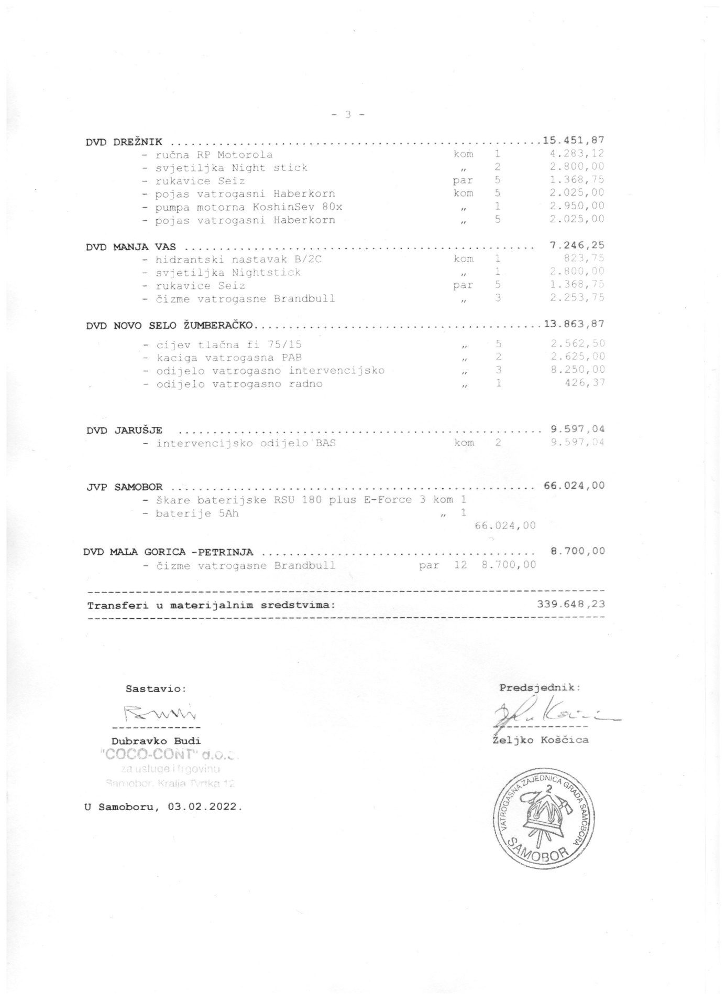 - 3 -
DVD DREŽNIK ......................................................15.451,87
- ručna RP Motorola kom 1 4.283,12
- svjetiljka Night stick „ 2 2.800,00
- rukavice Seiz par 5 1.368,75
- pojas vatrogasni Haberkorn kom 5 2.025,00
- pumpa motorna KoshinSev 80x „ 1 2.950,00
- pojas vatrogasni Haberkorn „ 5 2.025,00
DVD MANJA VAS ................................................... 7.246,25
- hidrantski nastavak B/2C kom 1 823,75
- svjetiljka Nightstick „ 1 2.800,00
- rukavice Seiz par 5 1.368,75
- čizme vatrogasne Brandbull „ 3 2.253,75
DVD NOVO SELO ŽUMBERAČKO..........................................13.863,87
- cijev tlačna fi 75/15 „ 5 2.562,50
- kaciga vatrogasna PAB „ 2 2.625,00
- odijelo vatrogasno intervencijsko „ 3 8.250,00
- odijelo vatrogasno radno „ 1 426,37
DVD JARUŠJE ..................................................... 9.597,04
- intervencijsko odijelo BAS kom 2 9.597,04
JVP SAMOBOR ..................................................... 66.024,00
- škare baterijske RSU 180 plus E-Force 3 kom 1
- baterije 5Ah „ 1
66.024,00
DVD MALA GORICA -PETRINJA ........................................ 8.700,00
- čizme vatrogasne Brandbull par 12 8.700,00
---------------------------------------------------------------------------
Transferi u materijalnim sredstvima: 339.648,23
---------------------------------------------------------------------------
Sastavio: Predsjednik:
------------- --------------
Dubravko Budi Željko Koščica
"COCO-CONT" d.o.o.
za usluge i trgovinu
Samobor, Kralja Tvrtka 12
U Samoboru, 03.02.2022.
VATROGASNA ZAJEDNICA GRADA SAMOBORA
2
SAMOBOR